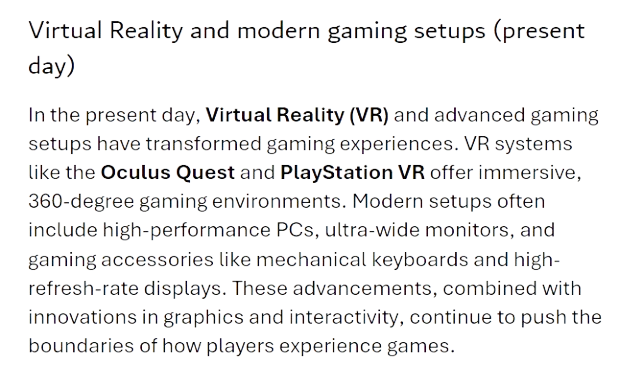 Virtual Reality and modern gaming setups (present
day)
In the present day, Virtual Reality (VR) and advanced gaming
setups have transformed gaming experiences. VR systems
like the Oculus Quest and PlayStation VR offer immersive,
360-degree gaming environments. Modern setups often
include high-performance PCs, ultra-wide monitors, and
gaming accessories like mechanical keyboards and high-
refresh-rate displays. These advancements, combined with
innovations in graphics and interactivity, continue to push the
boundaries of how players experience games.